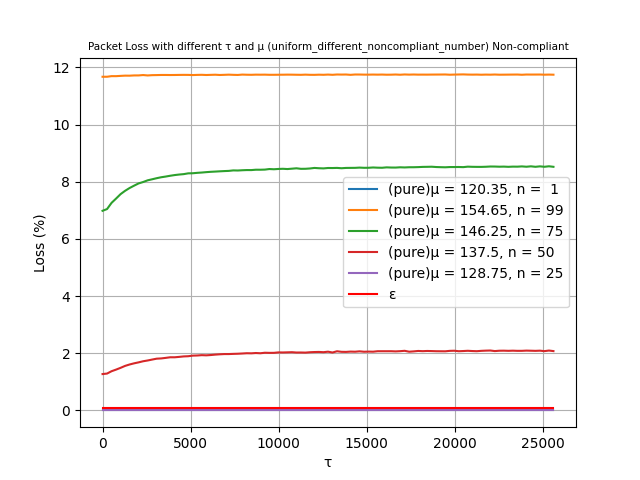 Packet Loss with different τ and μ (uniform_different_noncompliant_number) Non-compliant
12
10
8
6
4
2
0
Loss (%)
(pure)μ = 120.35, n =  1
(pure)μ = 154.65, n = 99
(pure)μ = 146.25, n = 75
(pure)μ = 137.5, n = 50
(pure)μ = 128.75, n = 25
ε
0 5000 10000 15000 20000 25000
τ